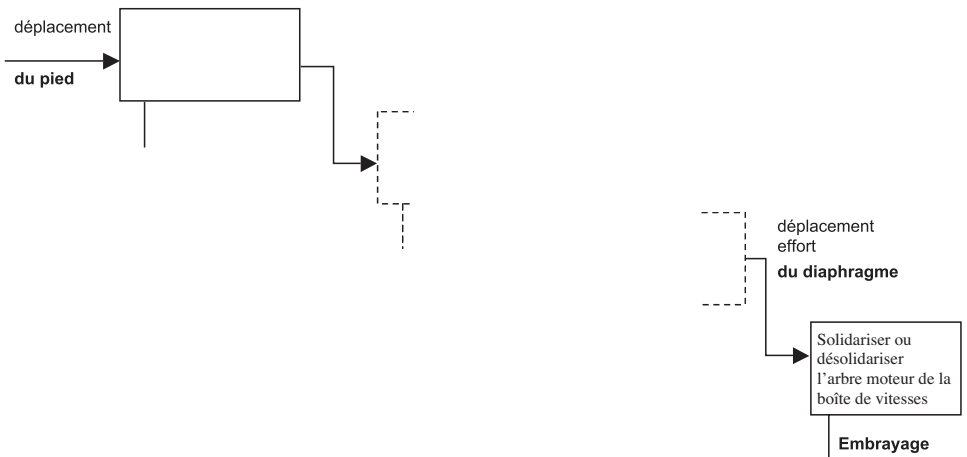 déplacement
du pied
déplacement
effort
du diaphragme
Solidariser ou
désolidariser
l'arbre moteur de la
boîte de vitesses
Embrayage